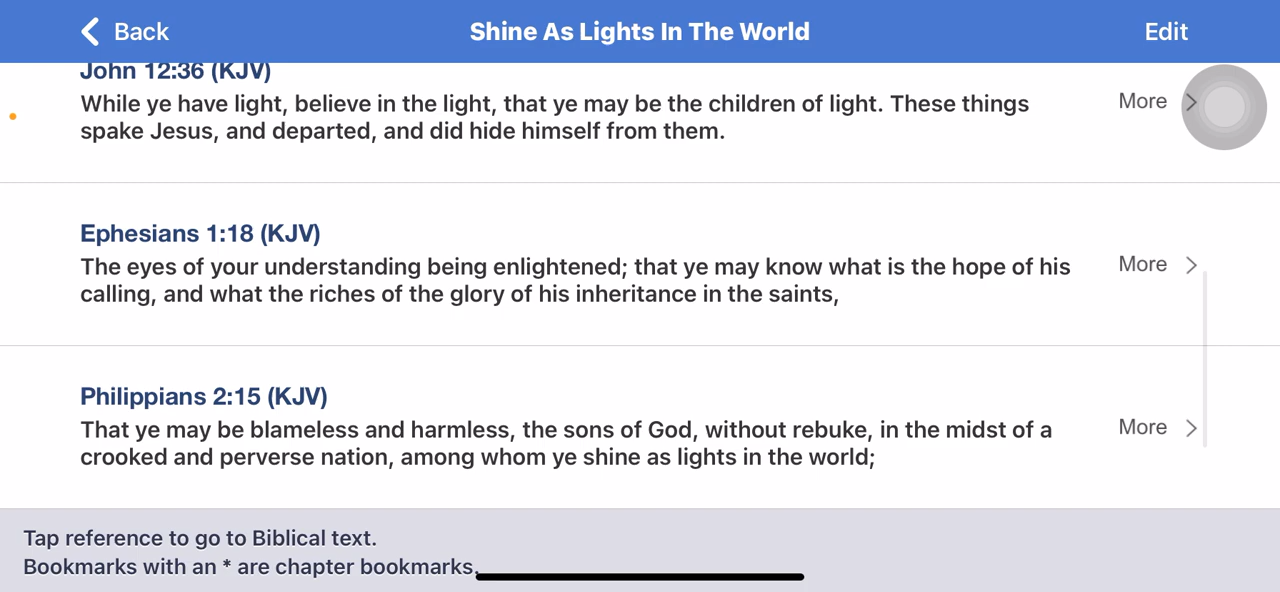 Back
Shine As Lights In The World
Edit
John 12:36 (KJV)
While ye have light, believe in the light, that ye may be the children of light. These things
spake Jesus, and departed, and did hide himself from them.
More
Ephesians 1:18 (KJV)
The eyes of your understanding being enlightened; that ye may know what is the hope of his
calling, and what the riches of the glory of his inheritance in the saints,
More
Philippians 2:15 (KJV)
That ye may be blameless and harmless, the sons of God, without rebuke, in the midst of a
crooked and perverse nation, among whom ye shine as lights in the world;
More
Tap reference to go to Biblical text.
Bookmarks with an * are chapter bookmarks.